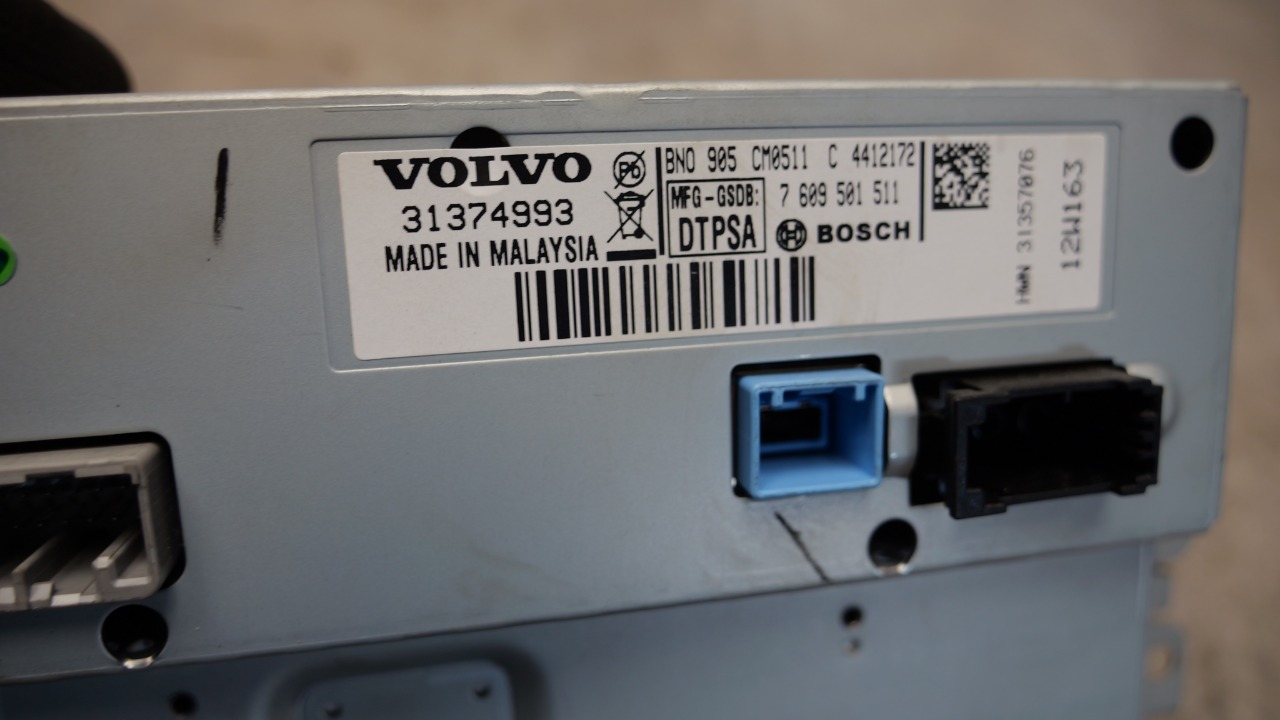 VOLVO
31374993
MADE IN MALAYSIA
Pb
BNO 905 CM0511 C 4412172
MFG-GSDB:
DTPSA
7 609 501 511
BOSCH
HWN 31357076
12W163